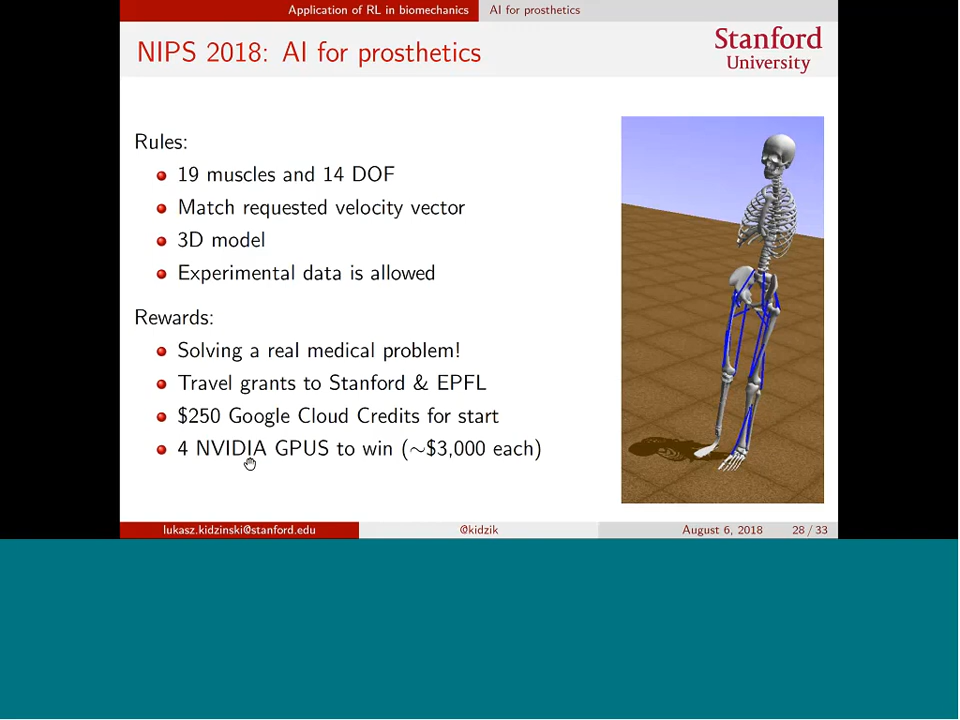 Application of RL in biomechanics AI for prosthetics
NIPS 2018: AI for prosthetics
Stanford
University
Rules:
19 muscles and 14 DOF
Match requested velocity vector
3D model
Experimental data is allowed
Rewards:
Solving a real medical problem!
Travel grants to Stanford & EPFL
$250 Google Cloud Credits for start
4 NVIDIA GPUS to win (~$3,000 each)
lukasz.kidzinski@stanford.edu @kidzik August 6, 2018 28 / 33